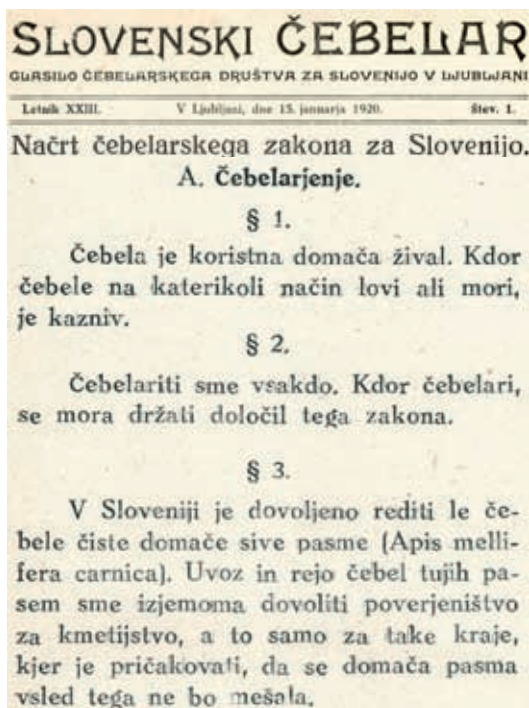 SLOVENSKI ČEBELAR
GLASILO ČEBELARSKEGA DRUŠTVA ZA SLOVENIJO V LJUBLJANI
Letnik XXIII. V Ljubljani, dne 15. januarja 1920. Štev. 1.
Načrt čebelarskega zakona za Slovenijo.
A. Čebelarjenje.
§ 1.
Čebela je koristna domača žival. Kdor
čebele na katerikoli način lovi ali mori,
je kazniv.
§ 2.
Čebelariti sme vsakdo. Kdor čebelari,
se mora držati določil tega zakona.
§ 3.
V Sloveniji je dovoljeno rediti le če-
bele čiste domače sive pasme (Apis melli-
fera carnica). Uvoz in rejo čebel tujih pa-
sem sme izjemoma dovoliti poverjeništvo
za kmetijstvo, a to samo za take kraje,
kjer je pričakovati, da se domača pasma
vsled tega ne bo mešala.